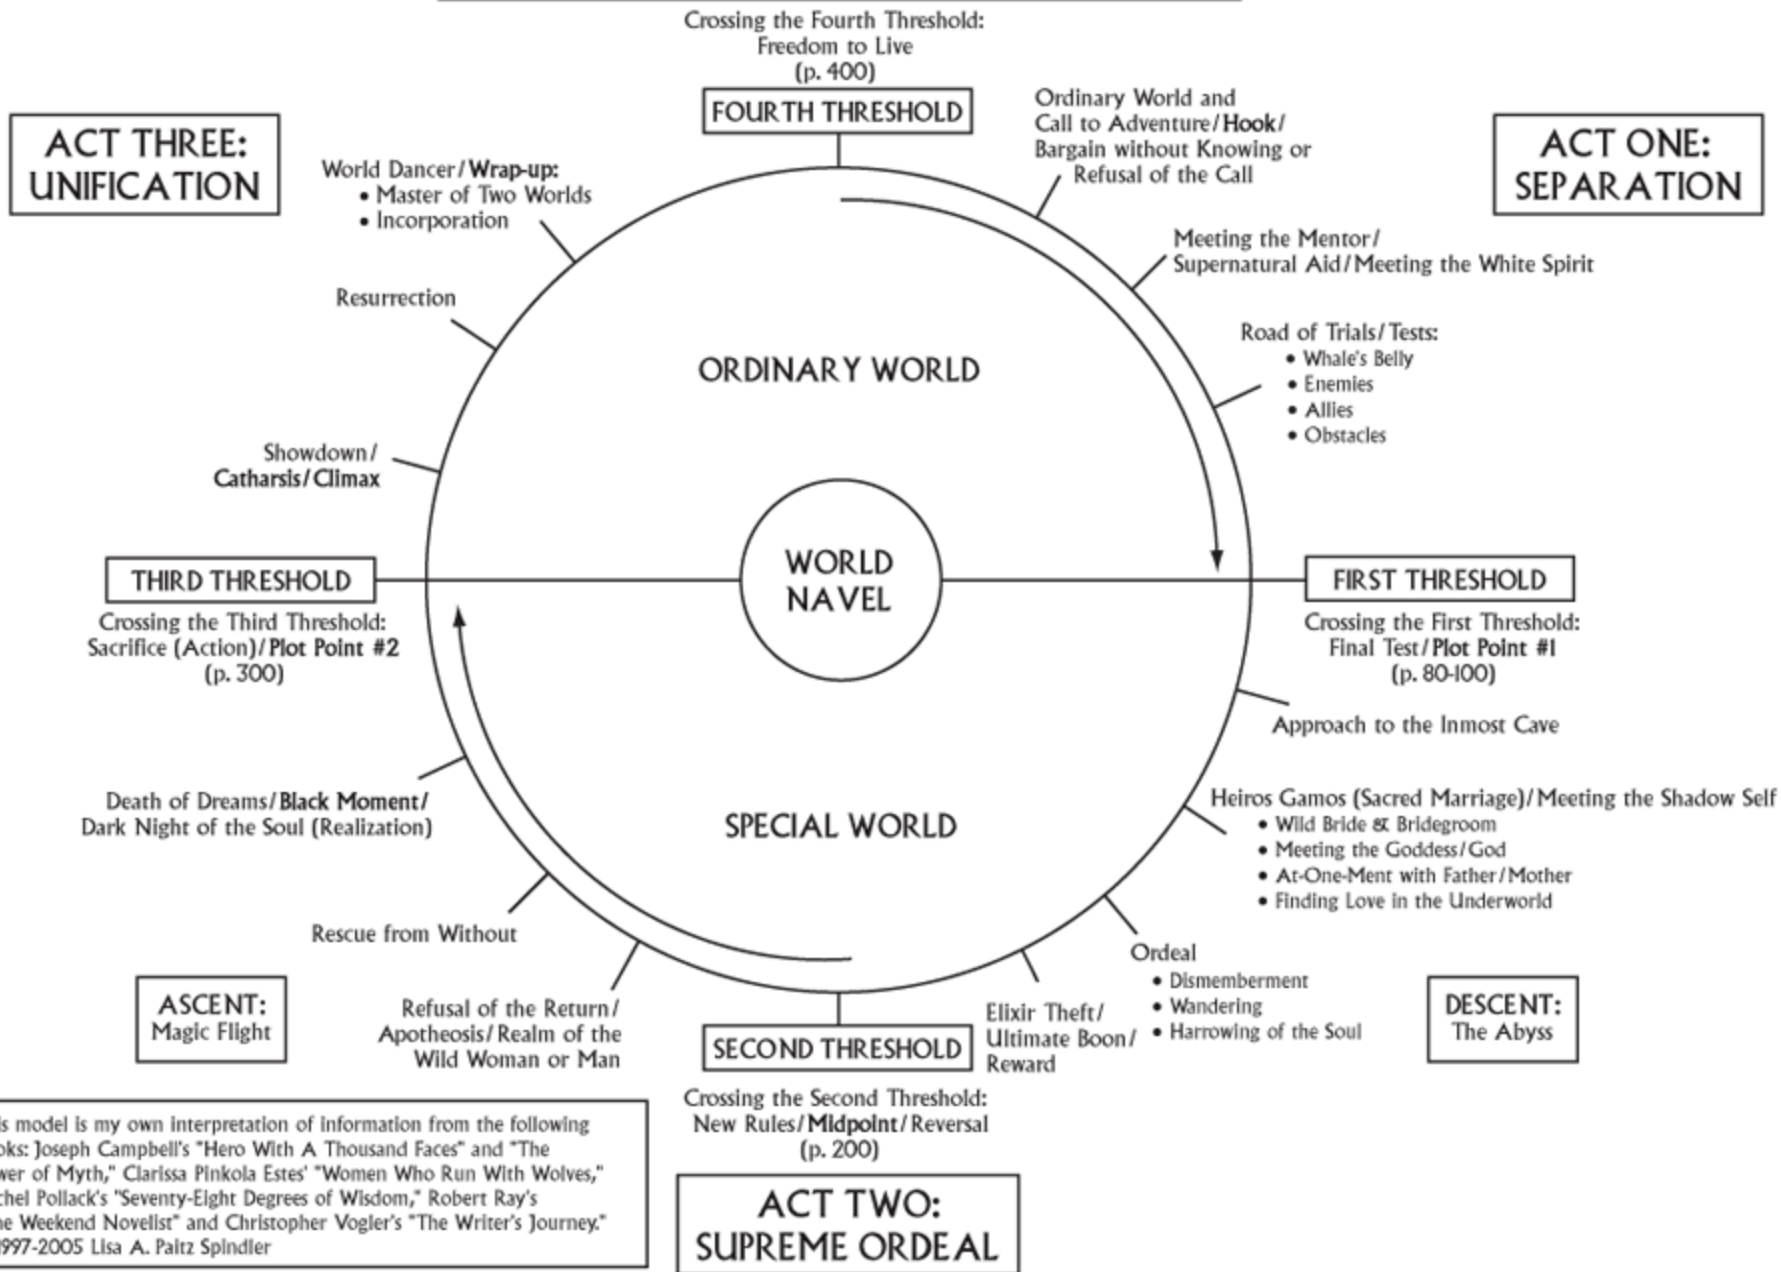 Crossing the Fourth Threshold:
Freedom to Live
(p. 400)
FOURTH THRESHOLD
ACT THREE:
UNIFICATION
ACT ONE:
SEPARATION
Ordinary World and
Call to Adventure/Hook/
Bargain without Knowing or
Refusal of the Call
Meeting the Mentor/
Supernatural Aid/Meeting the White Spirit
Road of Trials/Tests:
• Whale's Belly
• Enemies
• Allies
• Obstacles
FIRST THRESHOLD
Crossing the First Threshold:
Final Test/Plot Point #1
(p. 80-100)
Approach to the Inmost Cave
Heiros Gamos (Sacred Marriage)/Meeting the Shadow Self
• Wild Bride & Bridegroom
• Meeting the Goddess/God
• At-One-Ment with Father/Mother
• Finding Love in the Underworld
Ordeal
• Dismemberment
• Wandering
• Harrowing of the Soul
DESCENT:
The Abyss
Elixir Theft/
Ultimate Boon/
Reward
SECOND THRESHOLD
Crossing the Second Threshold:
New Rules/Midpoint/Reversal
(p. 200)
ACT TWO:
SUPREME ORDEAL
Refusal of the Return/
Apotheosis/Realm of the
Wild Woman or Man
ASCENT:
Magic Flight
Rescue from Without
Death of Dreams/Black Moment/
Dark Night of the Soul (Realization)
THIRD THRESHOLD
Crossing the Third Threshold:
Sacrifice (Action)/Plot Point #2
(p. 300)
Showdown/
Catharsis/Climax
Resurrection
World Dancer/Wrap-up:
• Master of Two Worlds
• Incorporation
ORDINARY WORLD
WORLD
NAVEL
SPECIAL WORLD
is model is my own interpretation of information from the following
oks: Joseph Campbell's "Hero With A Thousand Faces" and "The
wer of Myth," Clarissa Pinkola Estes' "Women Who Run With Wolves,"
chel Pollack's "Seventy-Eight Degrees of Wisdom," Robert Ray's
ne Weekend Novelist" and Christopher Vogler's "The Writer's Journey."
1997-2005 Lisa A. Paitz Spindler